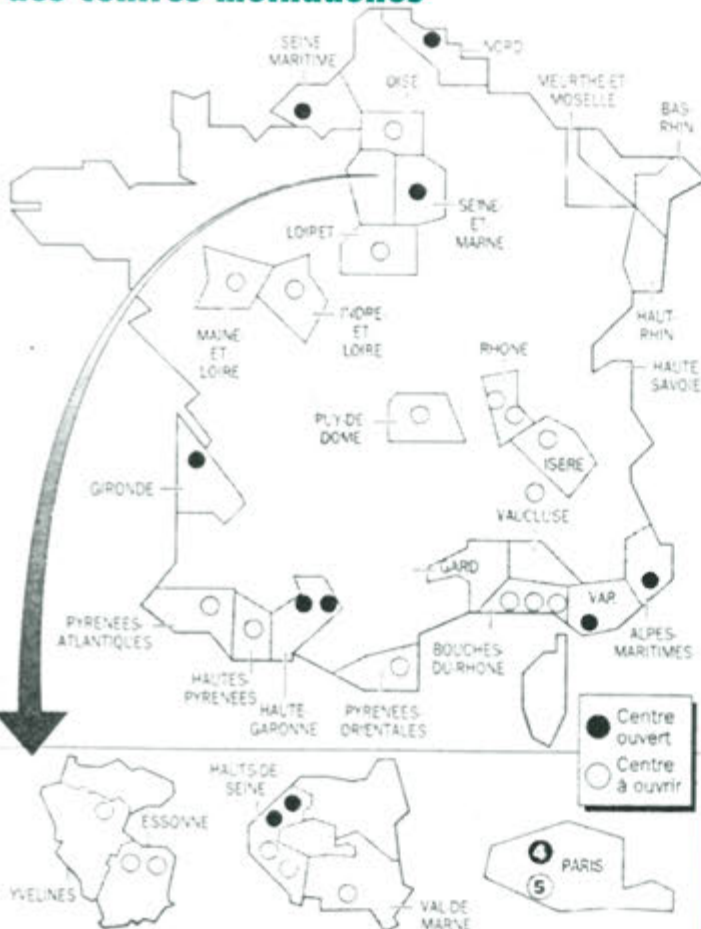 SEINE
MARITIME
NORD
OISE
MEURTHE ET
MOSELLE
BAS-
RHIN
SEINE
ET
MARNE
LOIRET
MAINE
ET
LOIRE
INDRE
ET
LOIRE
HAUT-
RHIN
HAUTE
SAVOIE
RHONE
PUY-DE
DOME
ISERE
GIRONDE
VAUCLUSE
GARD
VAR
PYRENEES-
ATLANTIQUES
HAUTES-
PYRENEES
HAUTE-
GARONNE
PYRENEES-
ORIENTALES
BOUCHES-
DU-RHONE
ALPES-
MARITIMES
Centre
ouvert
Centre
à ouvrir
ESSONNE
YVELINES
HAUTS DE
SEINE
VAL DE
MARNE
4
PARIS
5